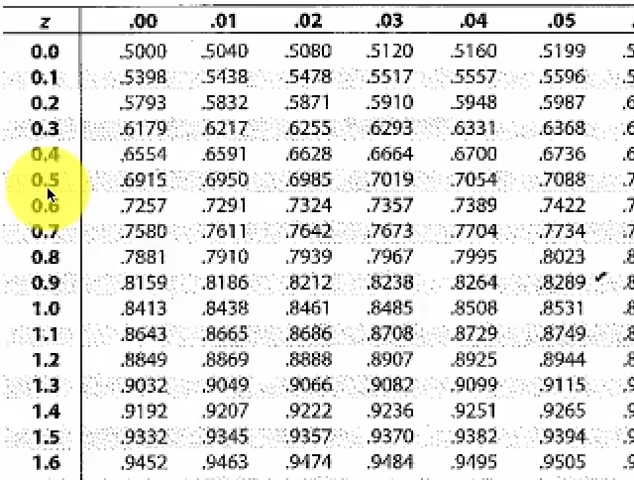 z .00 .01 .02 .03 .04 .05
0.0 .5000 .5040 .5080 .5120 .5160 .5199
0.1 .5398 .5438 .5478 .5517 .5557 .5596
0.2 .5793 .5832 .5871 .5910 .5948 .5987
0.3 .6179 .6217 .6255 .6293 .6331 .6368
0.4 .6554 .6591 .6628 .6664 .6700 .6736
0.5 .6915 .6950 .6985 .7019 .7054 .7088
0.6 .7257 .7291 .7324 .7357 .7389 .7422
0.7 .7580 .7611 .7642 .7673 .7704 .7734
0.8 .7881 .7910 .7939 .7967 .7995 .8023
0.9 .8159 .8186 .8212 .8238 .8264 .8289
1.0 .8413 .8438 .8461 .8485 .8508 .8531
1.1 .8643 .8665 .8686 .8708 .8729 .8749
1.2 .8849 .8869 .8888 .8907 .8925 .8944
1.3 .9032 .9049 .9066 .9082 .9099 .9115
1.4 .9192 .9207 .9222 .9236 .9251 .9265
1.5 .9332 .9345 .9357 .9370 .9382 .9394
1.6 .9452 .9463 .9474 .9484 .9495 .9505